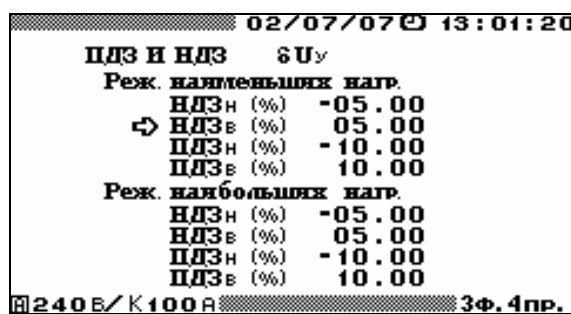 02/07/07 13:01:20
ПДЗ И НДЗ δUу
Реж. наименьших нагр.
НДЗн (%) -05.00
НДЗв (%) 05.00
ПДЗн (%) -10.00
ПДЗв (%) 10.00
Реж. наибольших нагр.
НДЗн (%) -05.00
НДЗв (%) 05.00
ПДЗн (%) -10.00
ПДЗв (%) 10.00
А 240В/К100А 3ф.4пр.